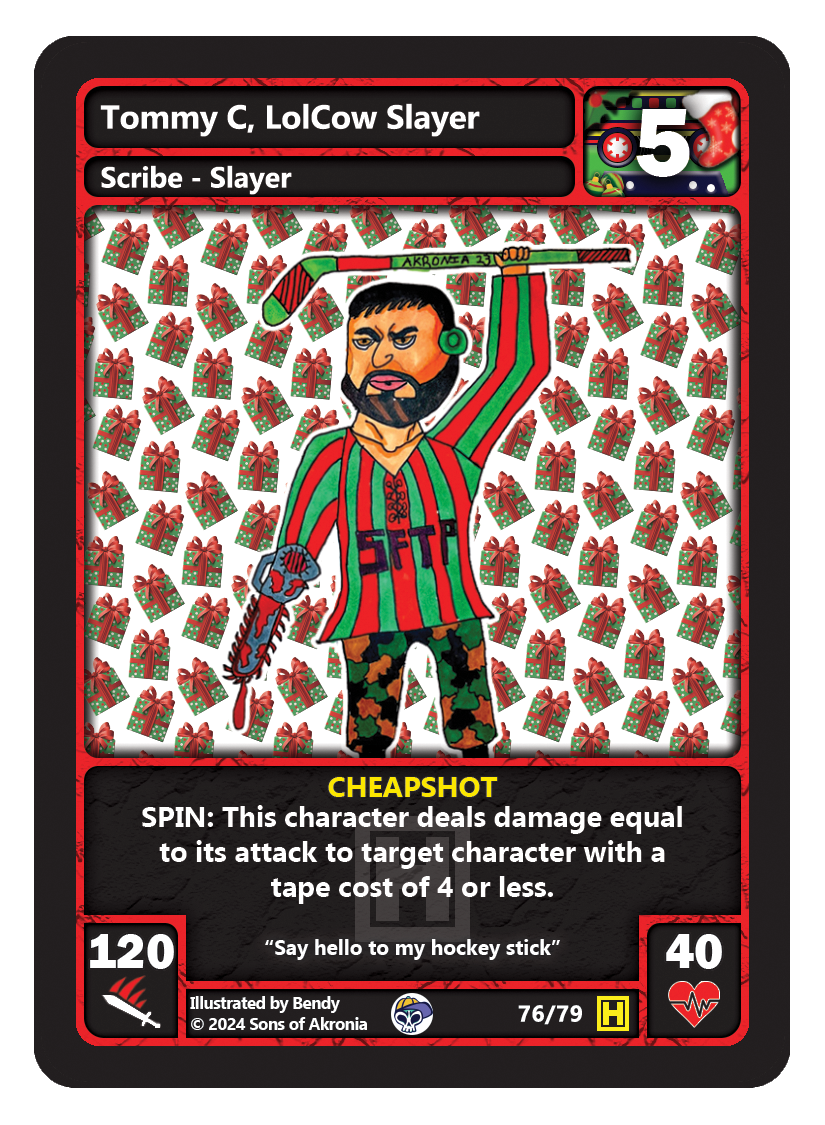 Tommy C, LolCow Slayer
5
Scribe - Slayer
AKRONIA 23
SFTP
CHEAPSHOT
SPIN: This character deals damage equal
to its attack to target character with a
tape cost of 4 or less.
120
“Say hello to my hockey stick”
40
Illustrated by Bendy
© 2024 Sons of Akronia
76/79
H